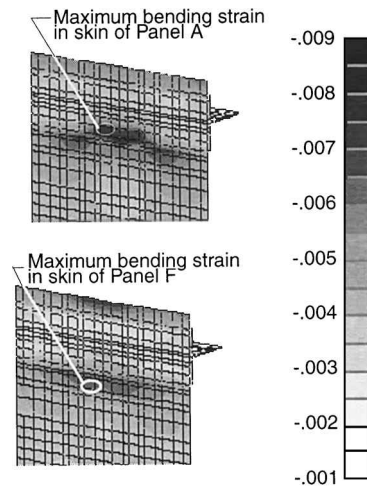 Maximum bending strain
in skin of Panel A
Maximum bending strain
in skin of Panel F
-.009
-.008
-.007
-.006
-.005
-.004
-.003
-.002
-.001